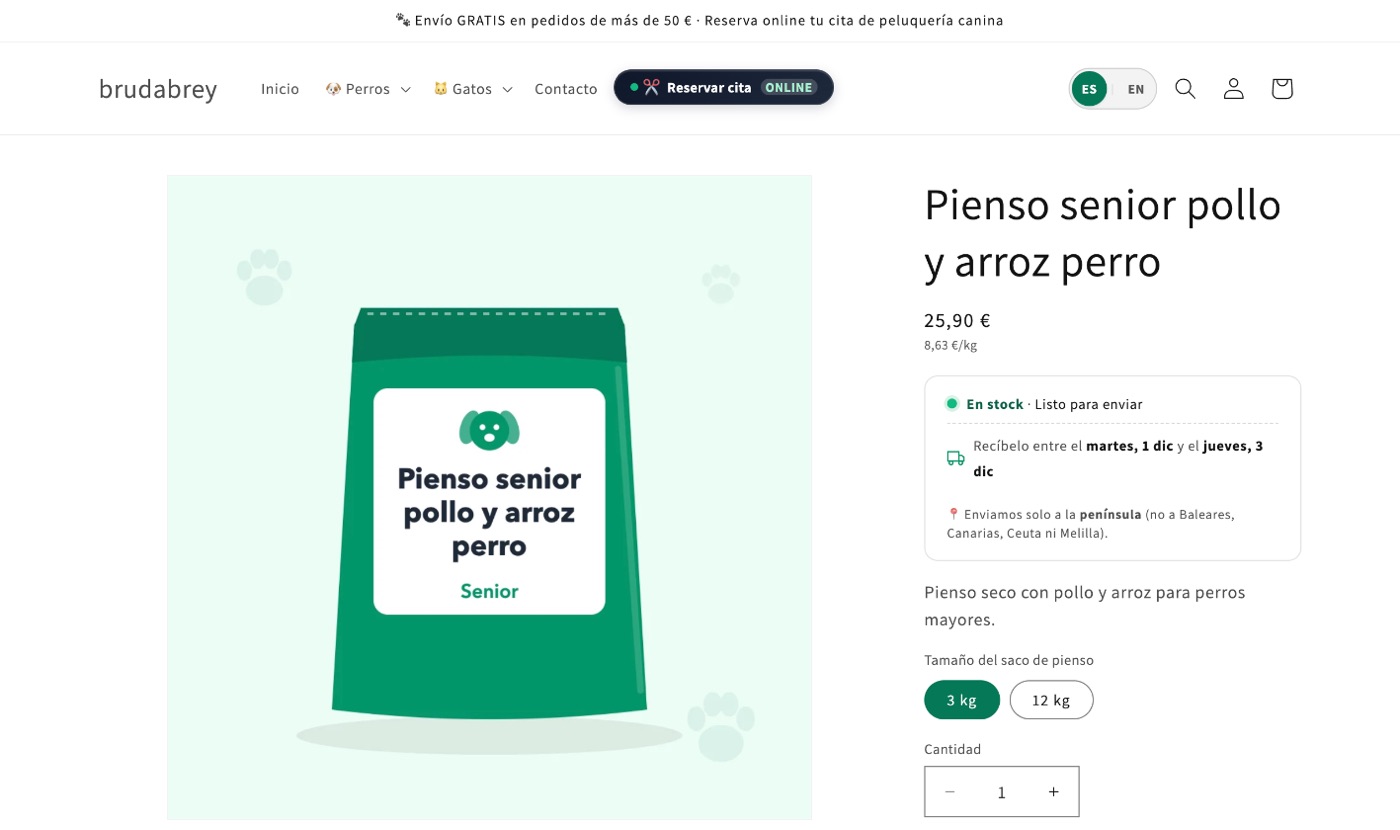 🐾 Envío GRATIS en pedidos de más de 50 € · Reserva online tu cita de peluquería canina
brudabrey
Inicio
🐶 Perros
🐱 Gatos
Contacto
✂️ Reservar cita ONLINE
ES
EN
Pienso senior
pollo y arroz
perro
Senior
Pienso senior pollo
y arroz perro
25,90 €
8,63 €/kg
En stock · Listo para enviar
Recíbelo entre el martes, 1 dic y el jueves, 3
dic
📍 Enviamos solo a la península (no a Baleares,
Canarias, Ceuta ni Melilla).
Pienso seco con pollo y arroz para perros
mayores.
Tamaño del saco de pienso
3 kg
12 kg
Cantidad
− 1 +